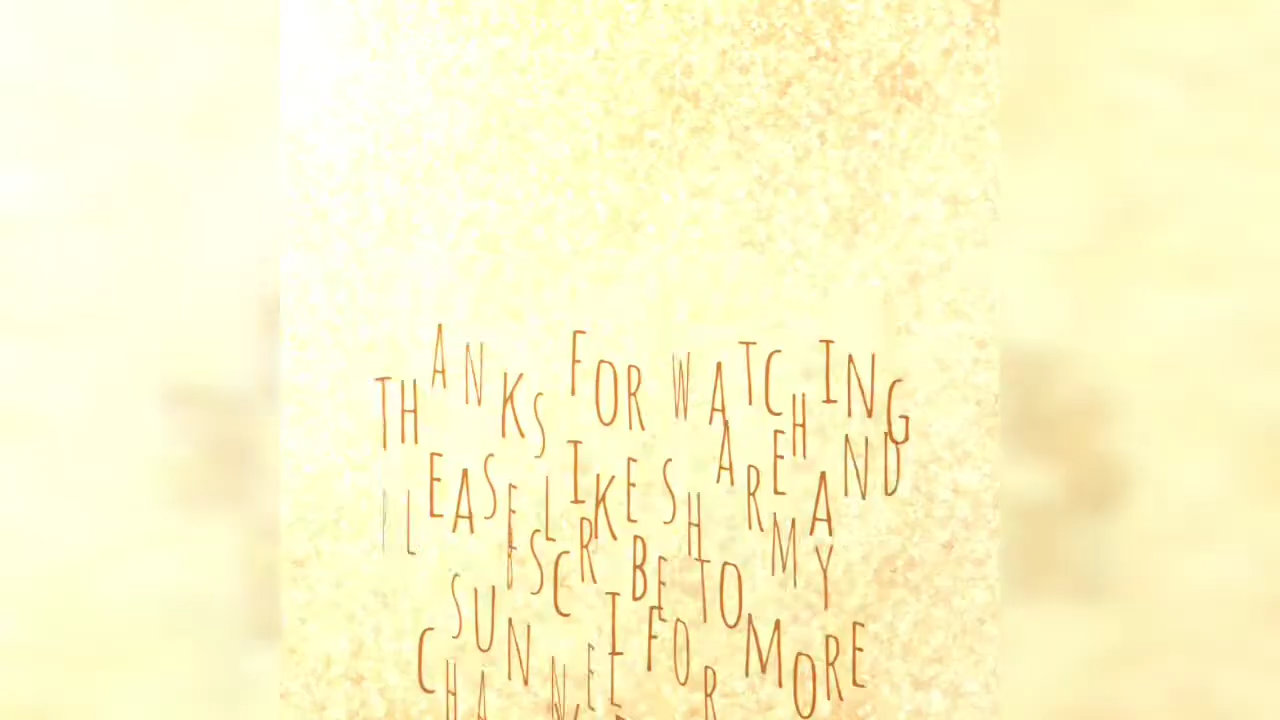 THANKS FOR WATCHING
PLEASE LIKE SHARE AND
SUBSCRIBE TO MY
CHANNEL FOR MORE